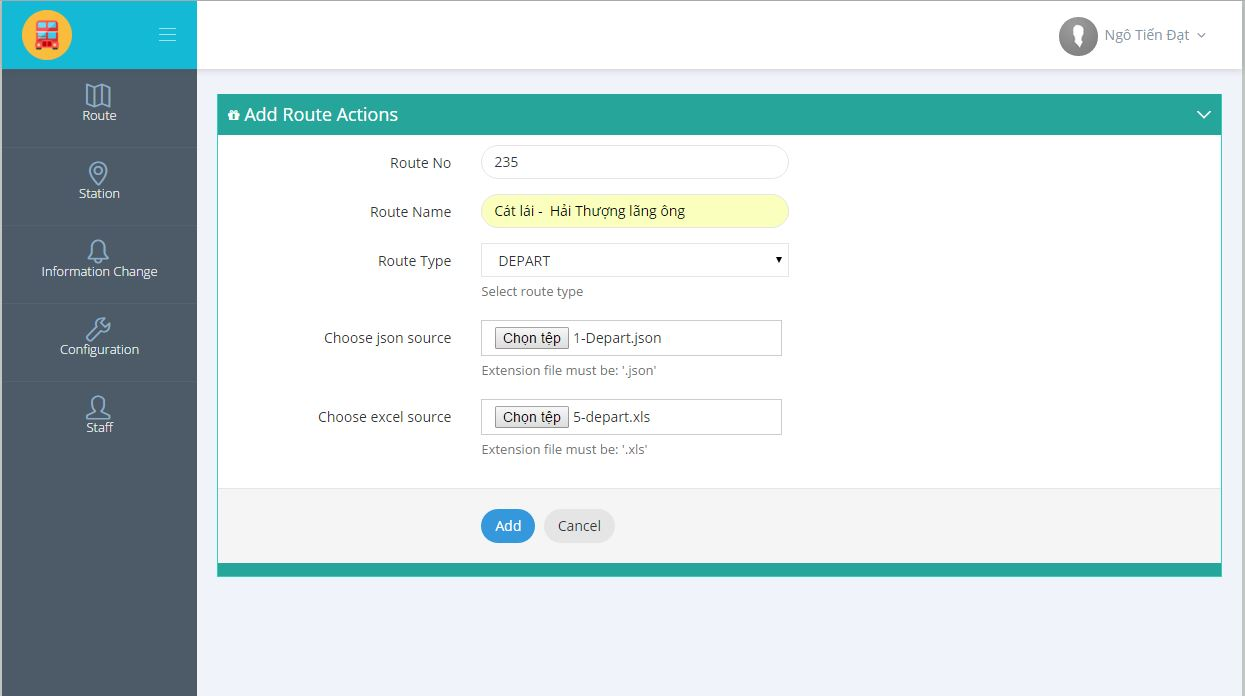 Ngô Tiến Đạt
Route
Station
Information Change
Configuration
Staff
Add Route Actions
Route No 235
Route Name Cát lái -  Hải Thượng lãng ông
Route Type DEPART
Select route type
Choose json source Chọn tệp 1-Depart.json
Extension file must be: '.json'
Choose excel source Chọn tệp 5-depart.xls
Extension file must be: '.xls'
Add Cancel